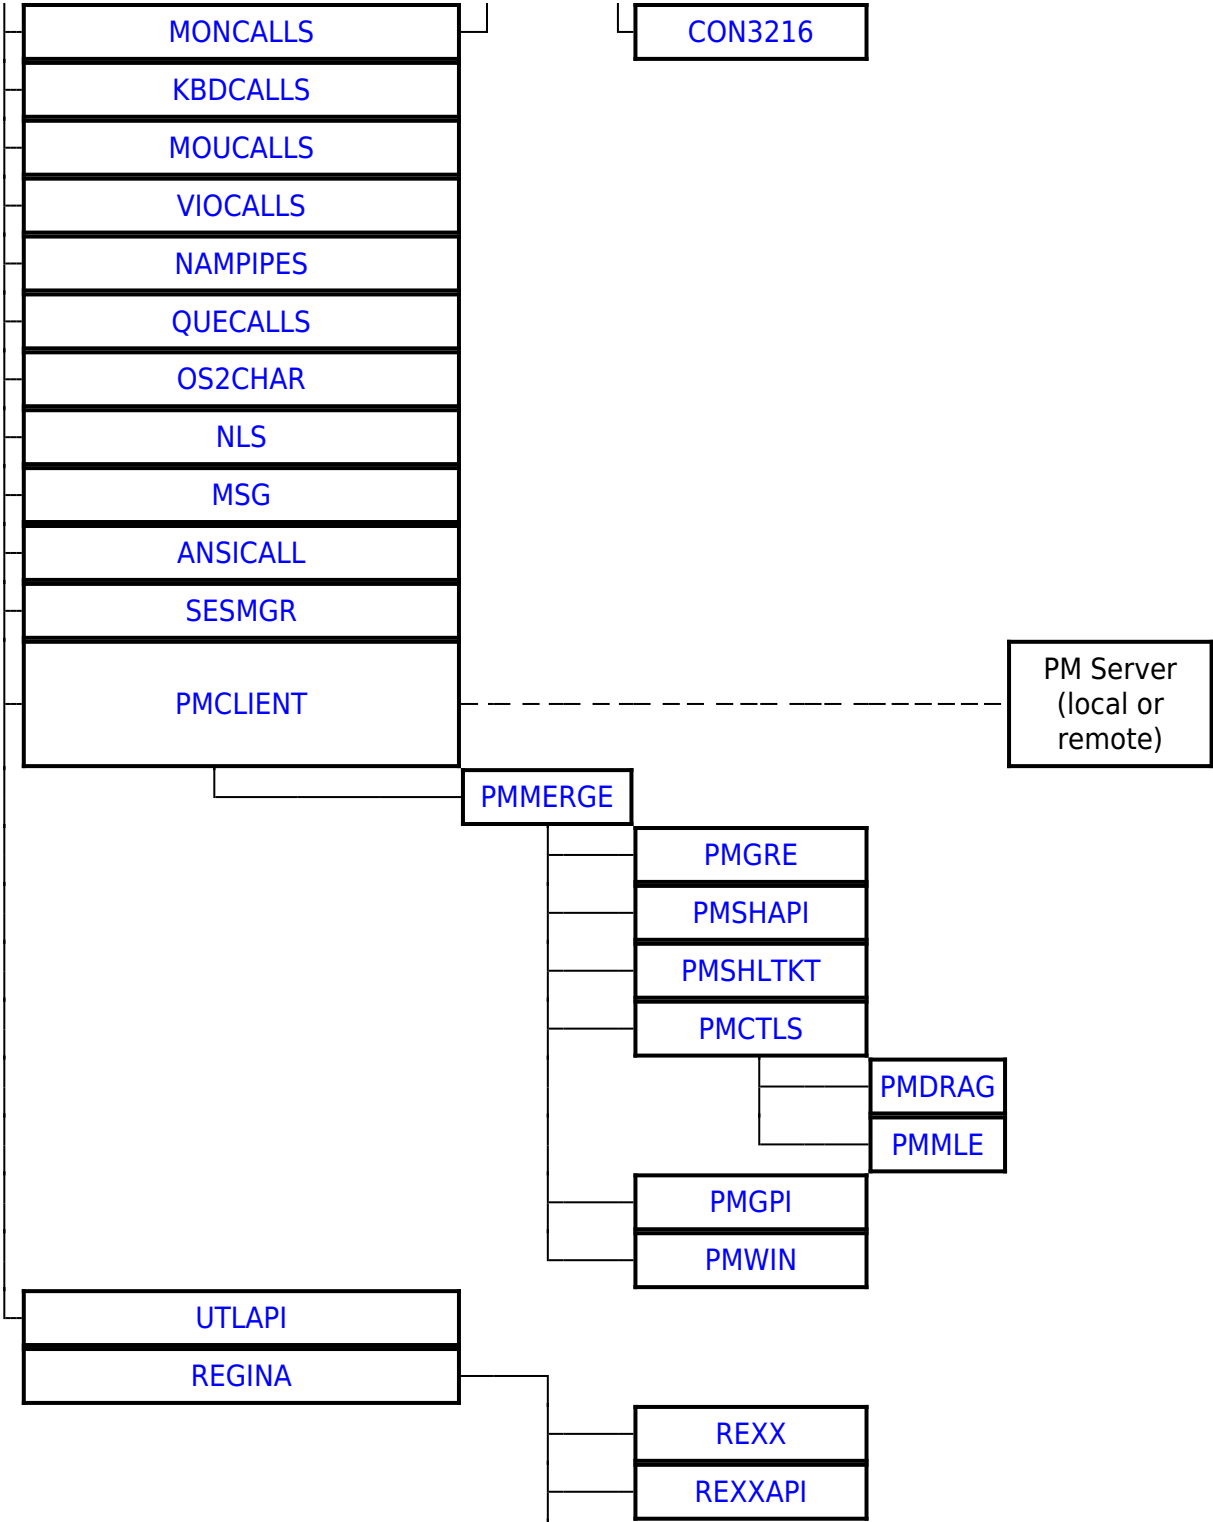 MONCALLS
CON3216
KBDCALLS
MOUCALLS
VIOCALLS
NAMPIPES
QUECALLS
OS2CHAR
NLS
MSG
ANSICALL
SESMGR
PMCLIENT
PM Server
(local or
remote)
PMMERGE
PMGRE
PMSHAPI
PMSHLTKT
PMCTLS
PMDRAG
PMMLE
PMGPI
PMWIN
UTLAPI
REGINA
REXX
REXXAPI